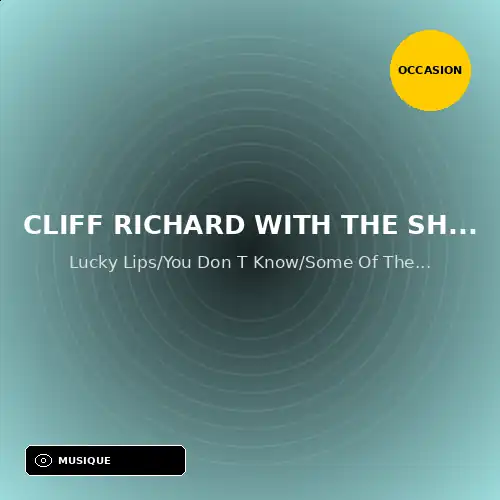 OCCASION
CLIFF RICHARD WITH THE SH...
Lucky Lips/You Don T Know/Some Of The...
MUSIQUE